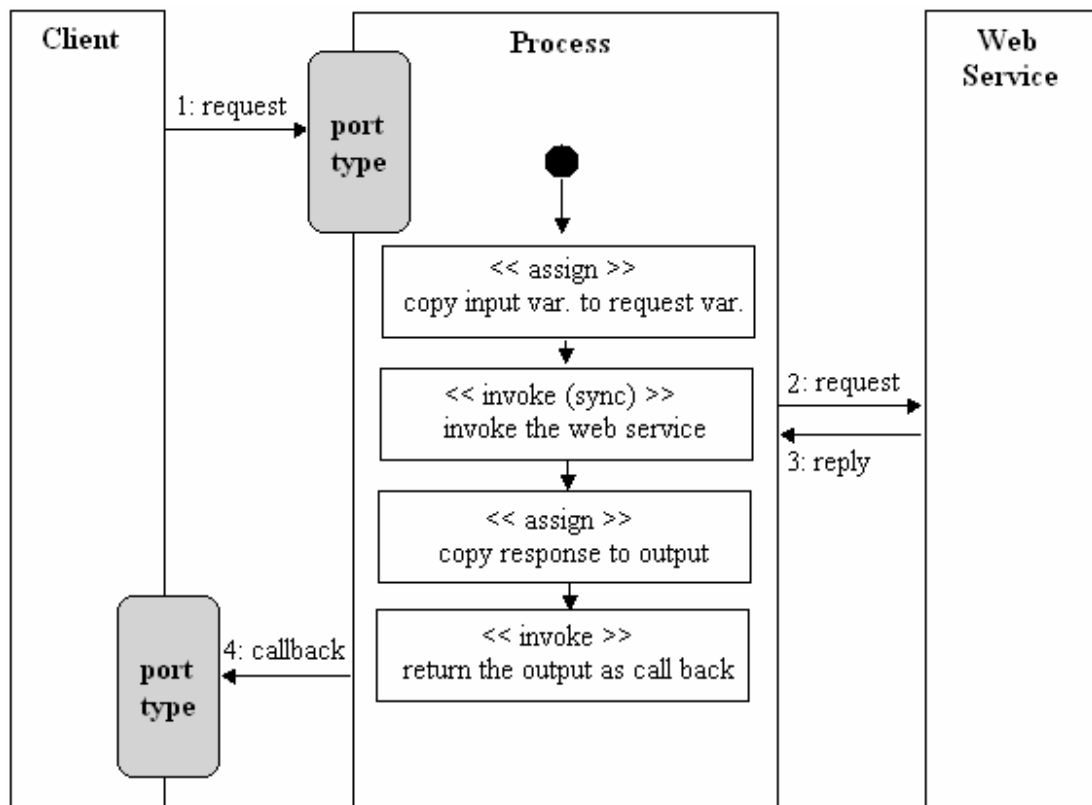 Client
Process
Web
Service
1: request
port
type
<< assign >>
copy input var. to request var.
<< invoke (sync) >>
invoke the web service
2: request
3: reply
<< assign >>
copy response to output
<< invoke >>
return the output as call back
4: callback
port
type